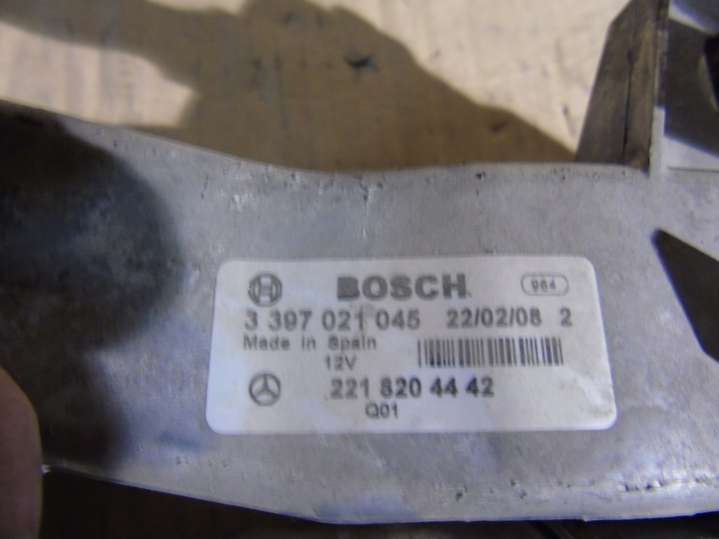 BOSCH 964
3 397 021 045 22/02/08 2
Made in Spain
12V
221 820 44 42
Q01